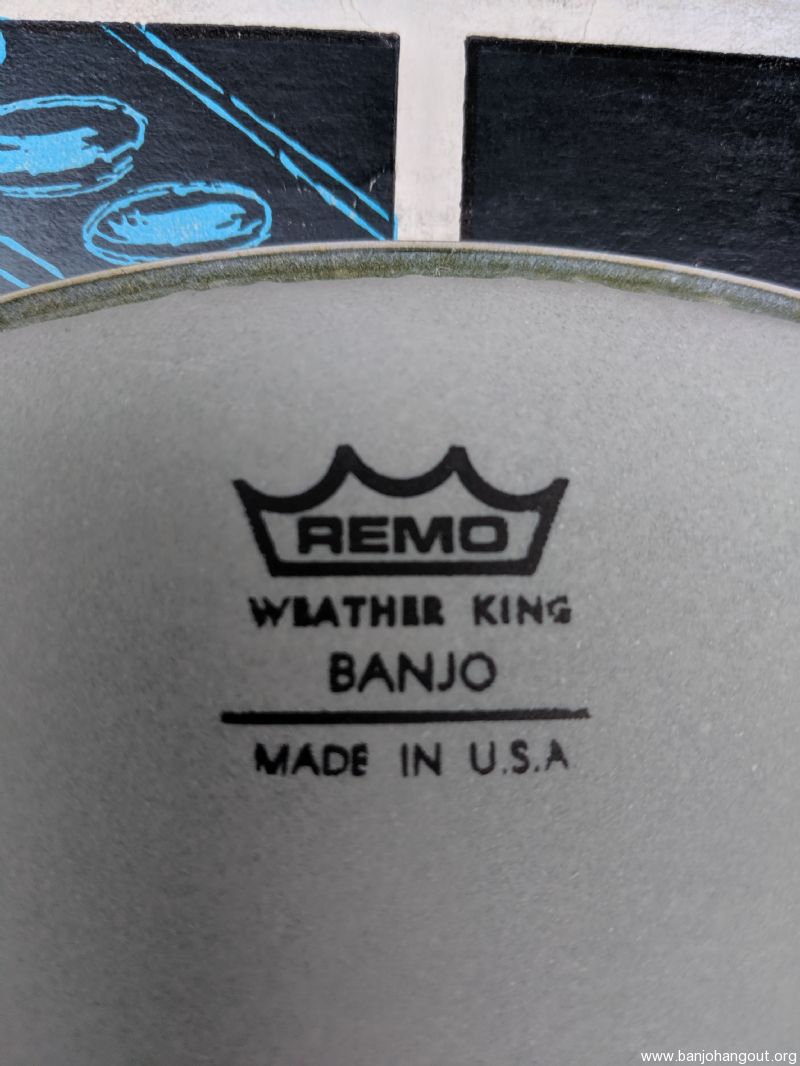 REMO
WEATHER KING
BANJO
MADE IN U.S.A
www.banjohangout.org